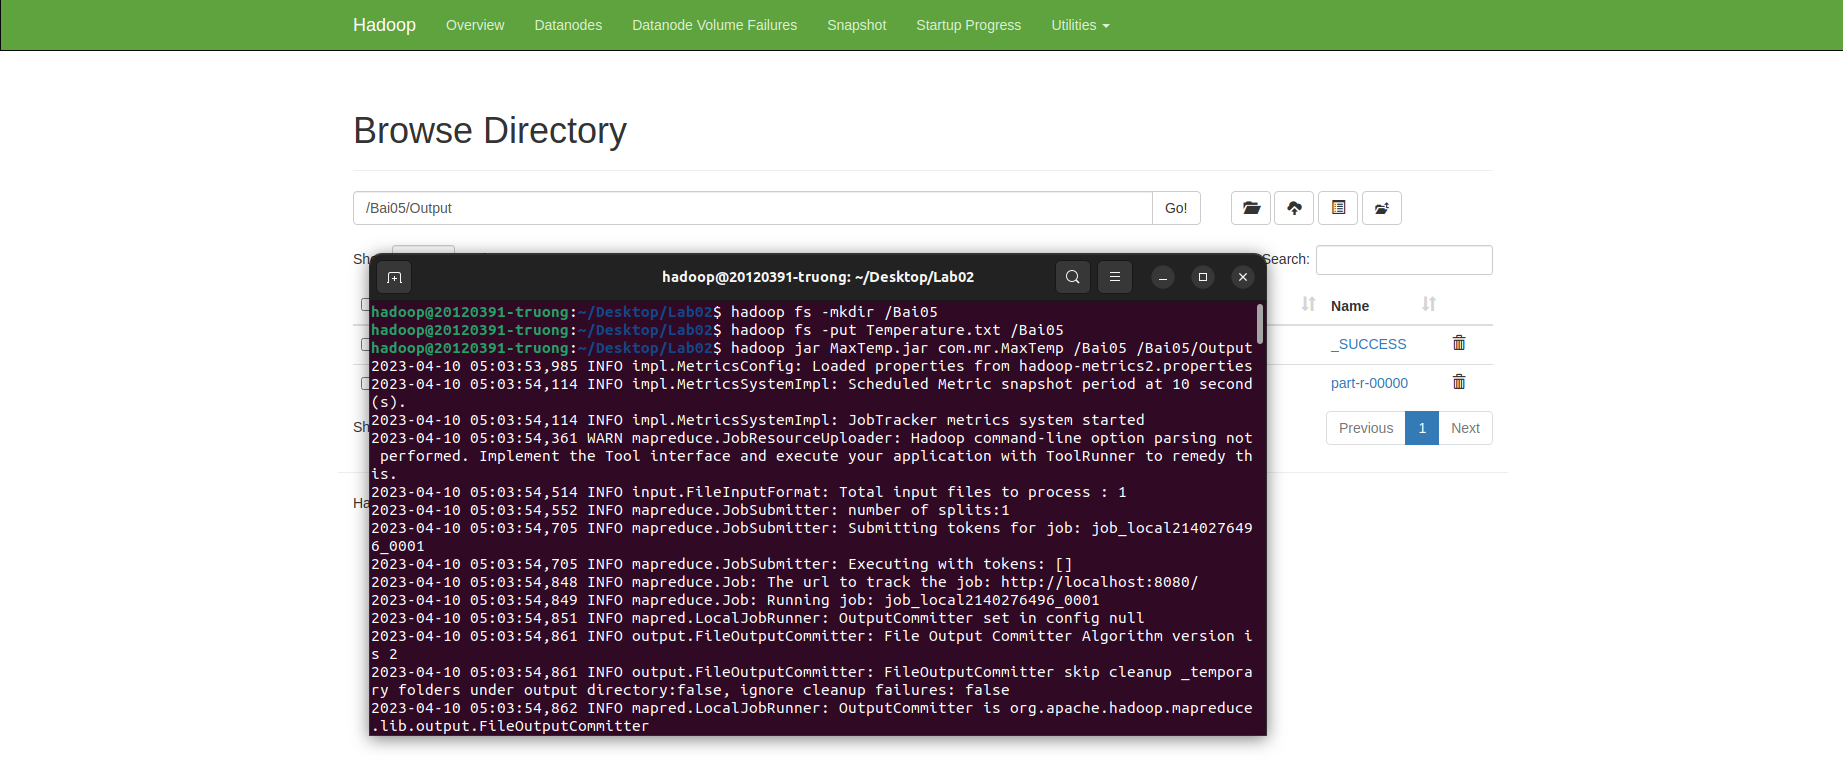 Hadoop Overview Datanodes Datanode Volume Failures Snapshot Startup Progress Utilities
Browse Directory
/Bai05/Output Go!
Search:
hadoop@20120391-truong: ~/Desktop/Lab02
hadoop@20120391-truong:~/Desktop/Lab02$ hadoop fs -mkdir /Bai05
hadoop@20120391-truong:~/Desktop/Lab02$ hadoop fs -put Temperature.txt /Bai05
hadoop@20120391-truong:~/Desktop/Lab02$ hadoop jar MaxTemp.jar com.mr.MaxTemp /Bai05 /Bai05/Output
2023-04-10 05:03:53,985 INFO impl.MetricsConfig: Loaded properties from hadoop-metrics2.properties
2023-04-10 05:03:54,114 INFO impl.MetricsSystemImpl: Scheduled Metric snapshot period at 10 second
(s).
2023-04-10 05:03:54,114 INFO impl.MetricsSystemImpl: JobTracker metrics system started
2023-04-10 05:03:54,361 WARN mapreduce.JobResourceUploader: Hadoop command-line option parsing not
performed. Implement the Tool interface and execute your application with ToolRunner to remedy th
is.
2023-04-10 05:03:54,514 INFO input.FileInputFormat: Total input files to process : 1
2023-04-10 05:03:54,552 INFO mapreduce.JobSubmitter: number of splits:1
2023-04-10 05:03:54,705 INFO mapreduce.JobSubmitter: Submitting tokens for job: job_local214027649
6_0001
2023-04-10 05:03:54,705 INFO mapreduce.JobSubmitter: Executing with tokens: []
2023-04-10 05:03:54,848 INFO mapreduce.Job: The url to track the job: http://localhost:8080/
2023-04-10 05:03:54,849 INFO mapreduce.Job: Running job: job_local2140276496_0001
2023-04-10 05:03:54,851 INFO mapred.LocalJobRunner: OutputCommitter set in config null
2023-04-10 05:03:54,861 INFO output.FileOutputCommitter: File Output Committer Algorithm version i
s 2
2023-04-10 05:03:54,861 INFO output.FileOutputCommitter: FileOutputCommitter skip cleanup _tempora
ry folders under output directory:false, ignore cleanup failures: false
2023-04-10 05:03:54,862 INFO mapred.LocalJobRunner: OutputCommitter is org.apache.hadoop.mapreduce
.lib.output.FileOutputCommitter
Name
_SUCCESS
part-r-00000
Previous 1 Next